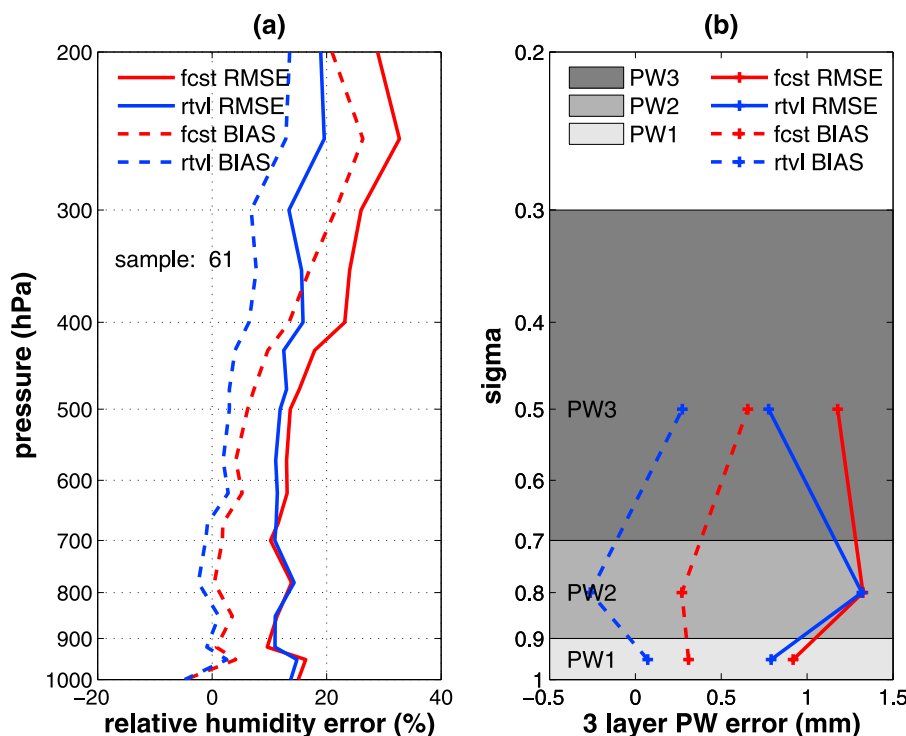 (a)
200
300
400
500
600
700
800
900
1000
pressure (hPa)
fcst RMSE
rtvl RMSE
fcst BIAS
rtvl BIAS
sample: 61
−20
0
20
40
relative humidity error (%)
(b)
0.2
0.3
0.4
0.5
0.6
0.7
0.8
0.9
1
sigma
PW3
PW2
PW1
fcst RMSE
rtvl RMSE
fcst BIAS
rtvl BIAS
PW3
PW2
PW1
−0.5
0
0.5
1
1.5
3 layer PW error (mm)